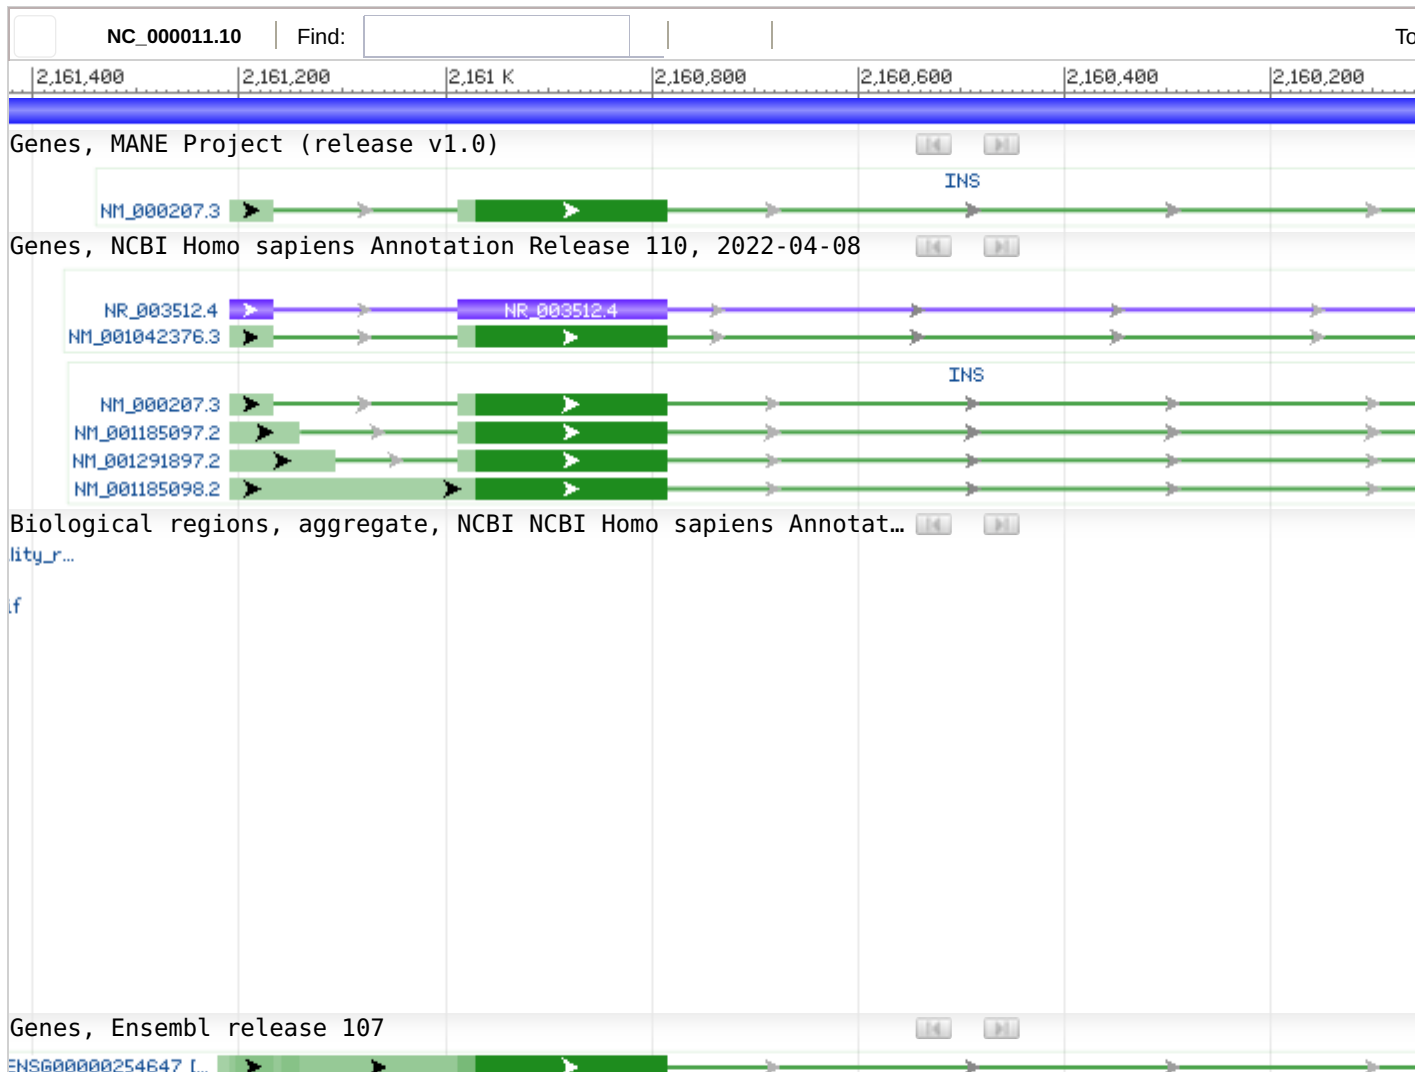 NC_000011.10 Find: To
2,161,400 2,161,200 2,161 K 2,160,800 2,160,600 2,160,400 2,160,200
Genes, MANE Project (release v1.0)
INS
NM_000207.3
Genes, NCBI Homo sapiens Annotation Release 110, 2022-04-08
NR_003512.4 NR_003512.4
NM_001042376.3
INS
NM_000207.3
NM_001185097.2
NM_001291897.2
NM_001185098.2
Biological regions, aggregate, NCBI NCBI Homo sapiens Annotat…
lity_r...
if
Genes, Ensembl release 107
ENSG00000254647 [...